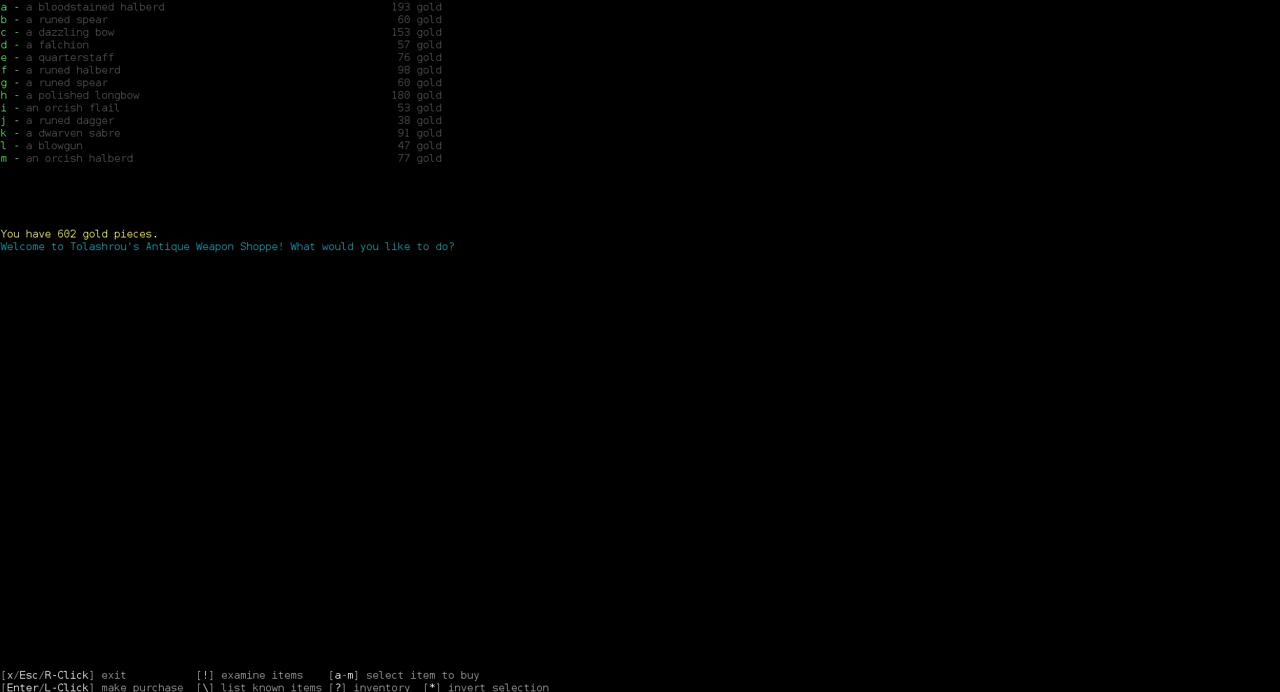 a - a bloodstained halberd 193 gold
b - a runed spear 60 gold
c - a dazzling bow 153 gold
d - a falchion 57 gold
e - a quarterstaff 76 gold
f - a runed halberd 98 gold
g - a runed spear 60 gold
h - a polished longbow 180 gold
i - an orcish flail 53 gold
j - a runed dagger 38 gold
k - a dwarven sabre 91 gold
l - a blowgun 47 gold
m - an orcish halberd 77 gold
You have 602 gold pieces.
Welcome to Tolashrou's Antique Weapon Shoppe! What would you like to do?
[x/Esc/R-Click] exit [!] examine items [a-m] select item to buy
[Enter/L-Click] make purchase [\] list known items [?] inventory [*] invert selection